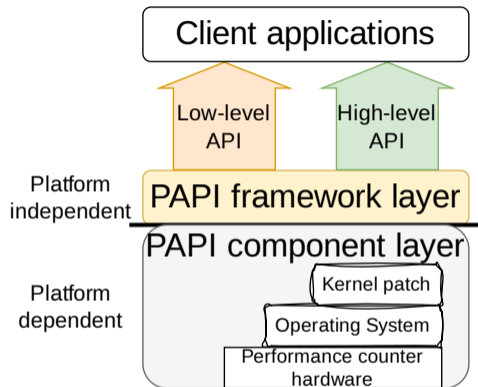 Client applications
Low-level
API
High-level
API
Platform
independent
PAPI framework layer
PAPI component layer
Platform
dependent
Kernel patch
Operating System
Performance counter
hardware